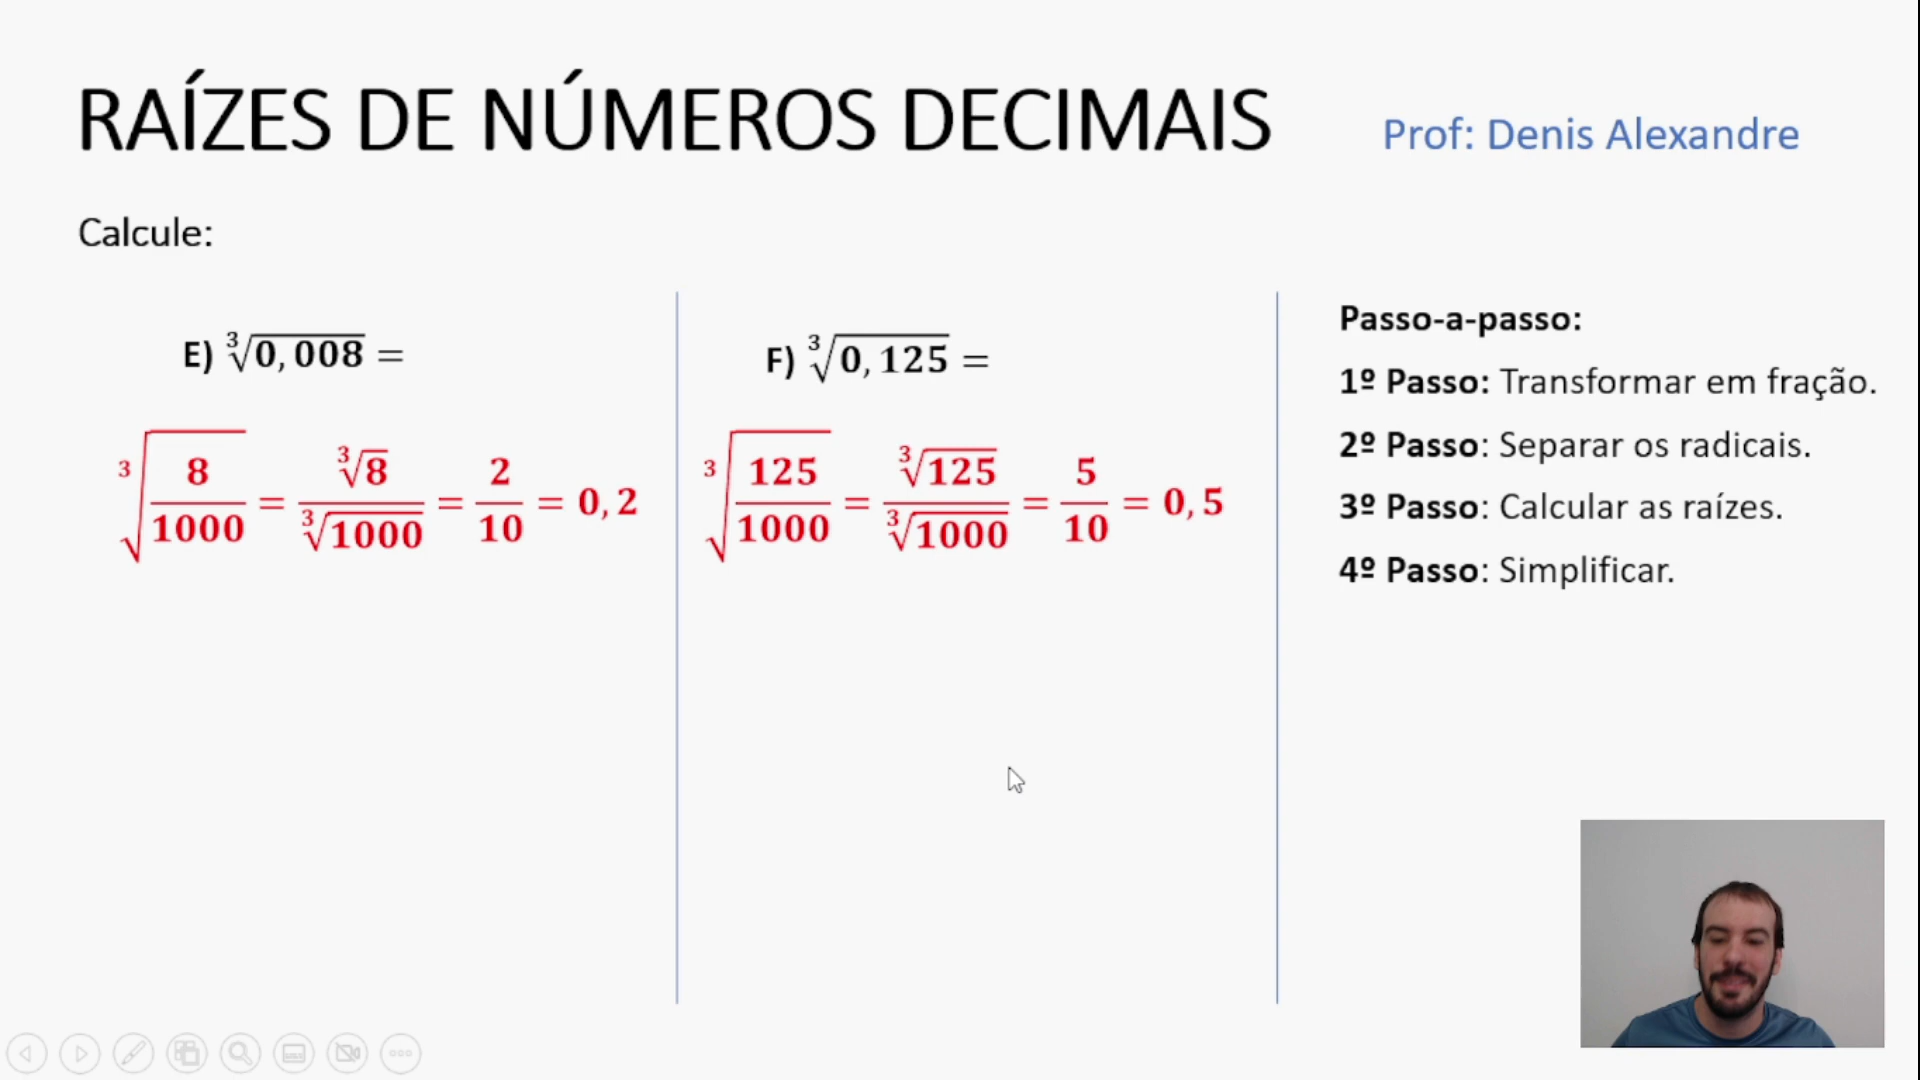 RAÍZES DE NÚMEROS DECIMAIS
Prof: Denis Alexandre
Calcule:
E) ∛0,008 =
∛(8/1000) = ∛8/∛1000 = 2/10 = 0,2
F) ∛0,125 =
∛(125/1000) = ∛125/∛1000 = 5/10 = 0,5
Passo-a-passo:
1º Passo: Transformar em fração.
2º Passo: Separar os radicais.
3º Passo: Calcular as raízes.
4º Passo: Simplificar.